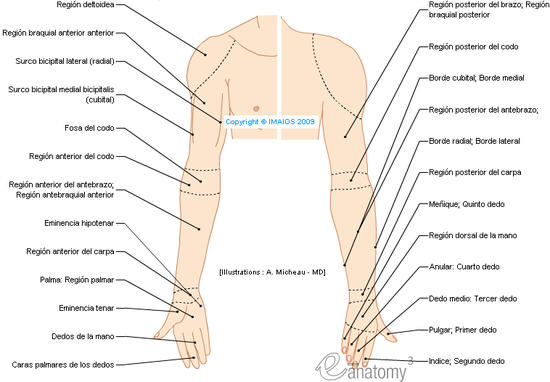 Región deltoidea
Región braquial anterior anterior
Surco bicipital lateral (radial)
Surco bicipital medial bicipitalis
(cubital)
Fosa del codo
Región anterior del codo
Región anterior del antebrazo;
Región antebraquial anterior
Eminencia hipotenar
Región anterior del carpa
Palma: Región palmar
Eminencia tenar
Dedos de la mano
Caras palmares de los dedos
Copyright © IMAIOS 2009
[Illustrations : A. Micheau - MD]
Región posterior del brazo; Región
braquial posterior
Región posterior del codo
Borde cubital; Borde medial
Región posterior del antebrazo;
Borde radial; Borde lateral
Región posterior del carpa
Meñique; Quinto dedo
Región dorsal de la mano
Anular: Cuarto dedo
Dedo medio: Tercer dedo
Pulgar; Primer dedo
Indice; Segundo dedo
e anatomy 3